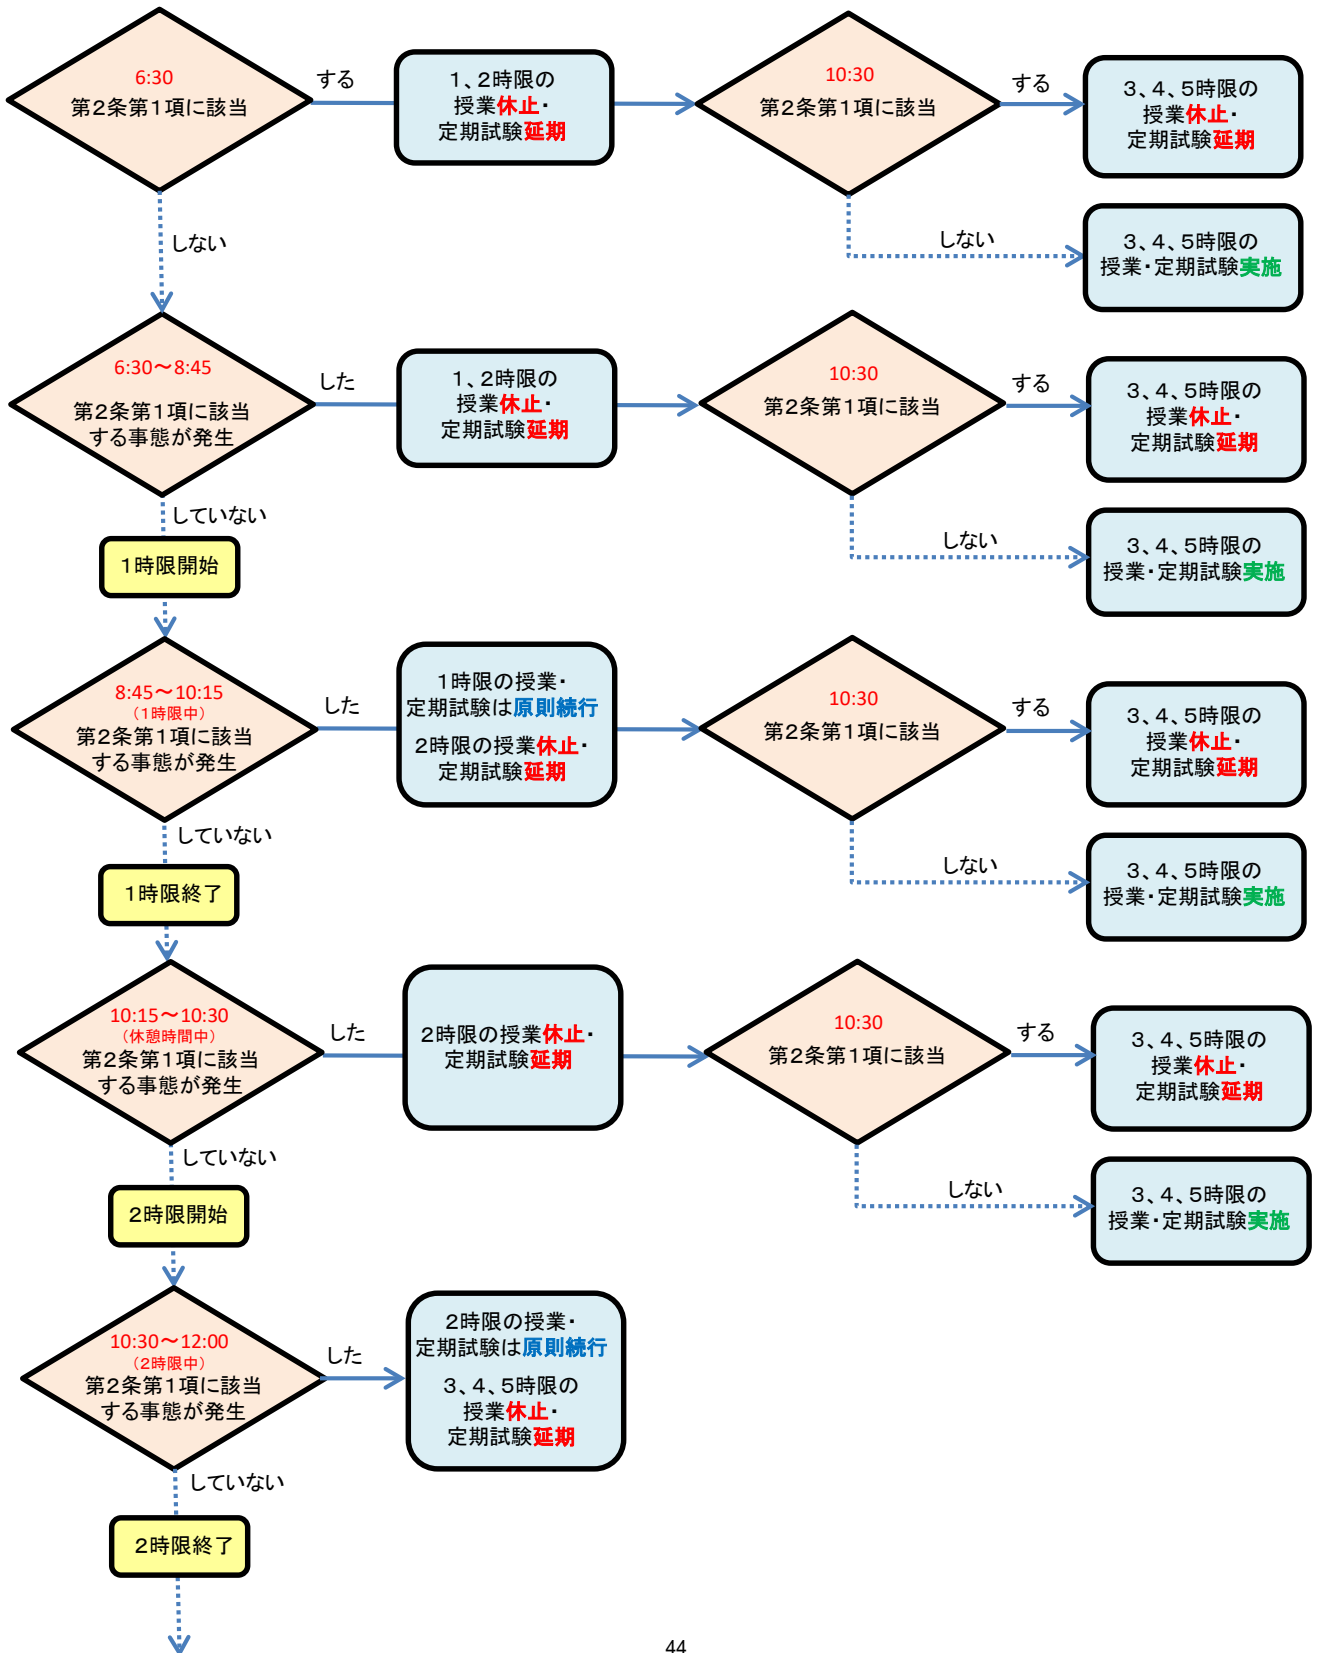 6:30
第2条第1項に該当
する
1、2時限の
授業休止・
定期試験延期
10:30
第2条第1項に該当
する
3、4、5時限の
授業休止・
定期試験延期
しない
しない
3、4、5時限の
授業・定期試験実施
6:30～8:45
第2条第1項に該当
する事態が発生
した
1、2時限の
授業休止・
定期試験延期
10:30
第2条第1項に該当
する
3、4、5時限の
授業休止・
定期試験延期
していない
しない
3、4、5時限の
授業・定期試験実施
1時限開始
8:45～10:15
（1時限中）
第2条第1項に該当
する事態が発生
した
1時限の授業・
定期試験は原則続行
2時限の授業休止・
定期試験延期
10:30
第2条第1項に該当
する
3、4、5時限の
授業休止・
定期試験延期
していない
しない
3、4、5時限の
授業・定期試験実施
1時限終了
10:15～10:30
（休憩時間中）
第2条第1項に該当
する事態が発生
した
2時限の授業休止・
定期試験延期
10:30
第2条第1項に該当
する
3、4、5時限の
授業休止・
定期試験延期
していない
しない
3、4、5時限の
授業・定期試験実施
2時限開始
10:30～12:00
（2時限中）
第2条第1項に該当
する事態が発生
した
2時限の授業・
定期試験は原則続行
3、4、5時限の
授業休止・
定期試験延期
していない
2時限終了
44